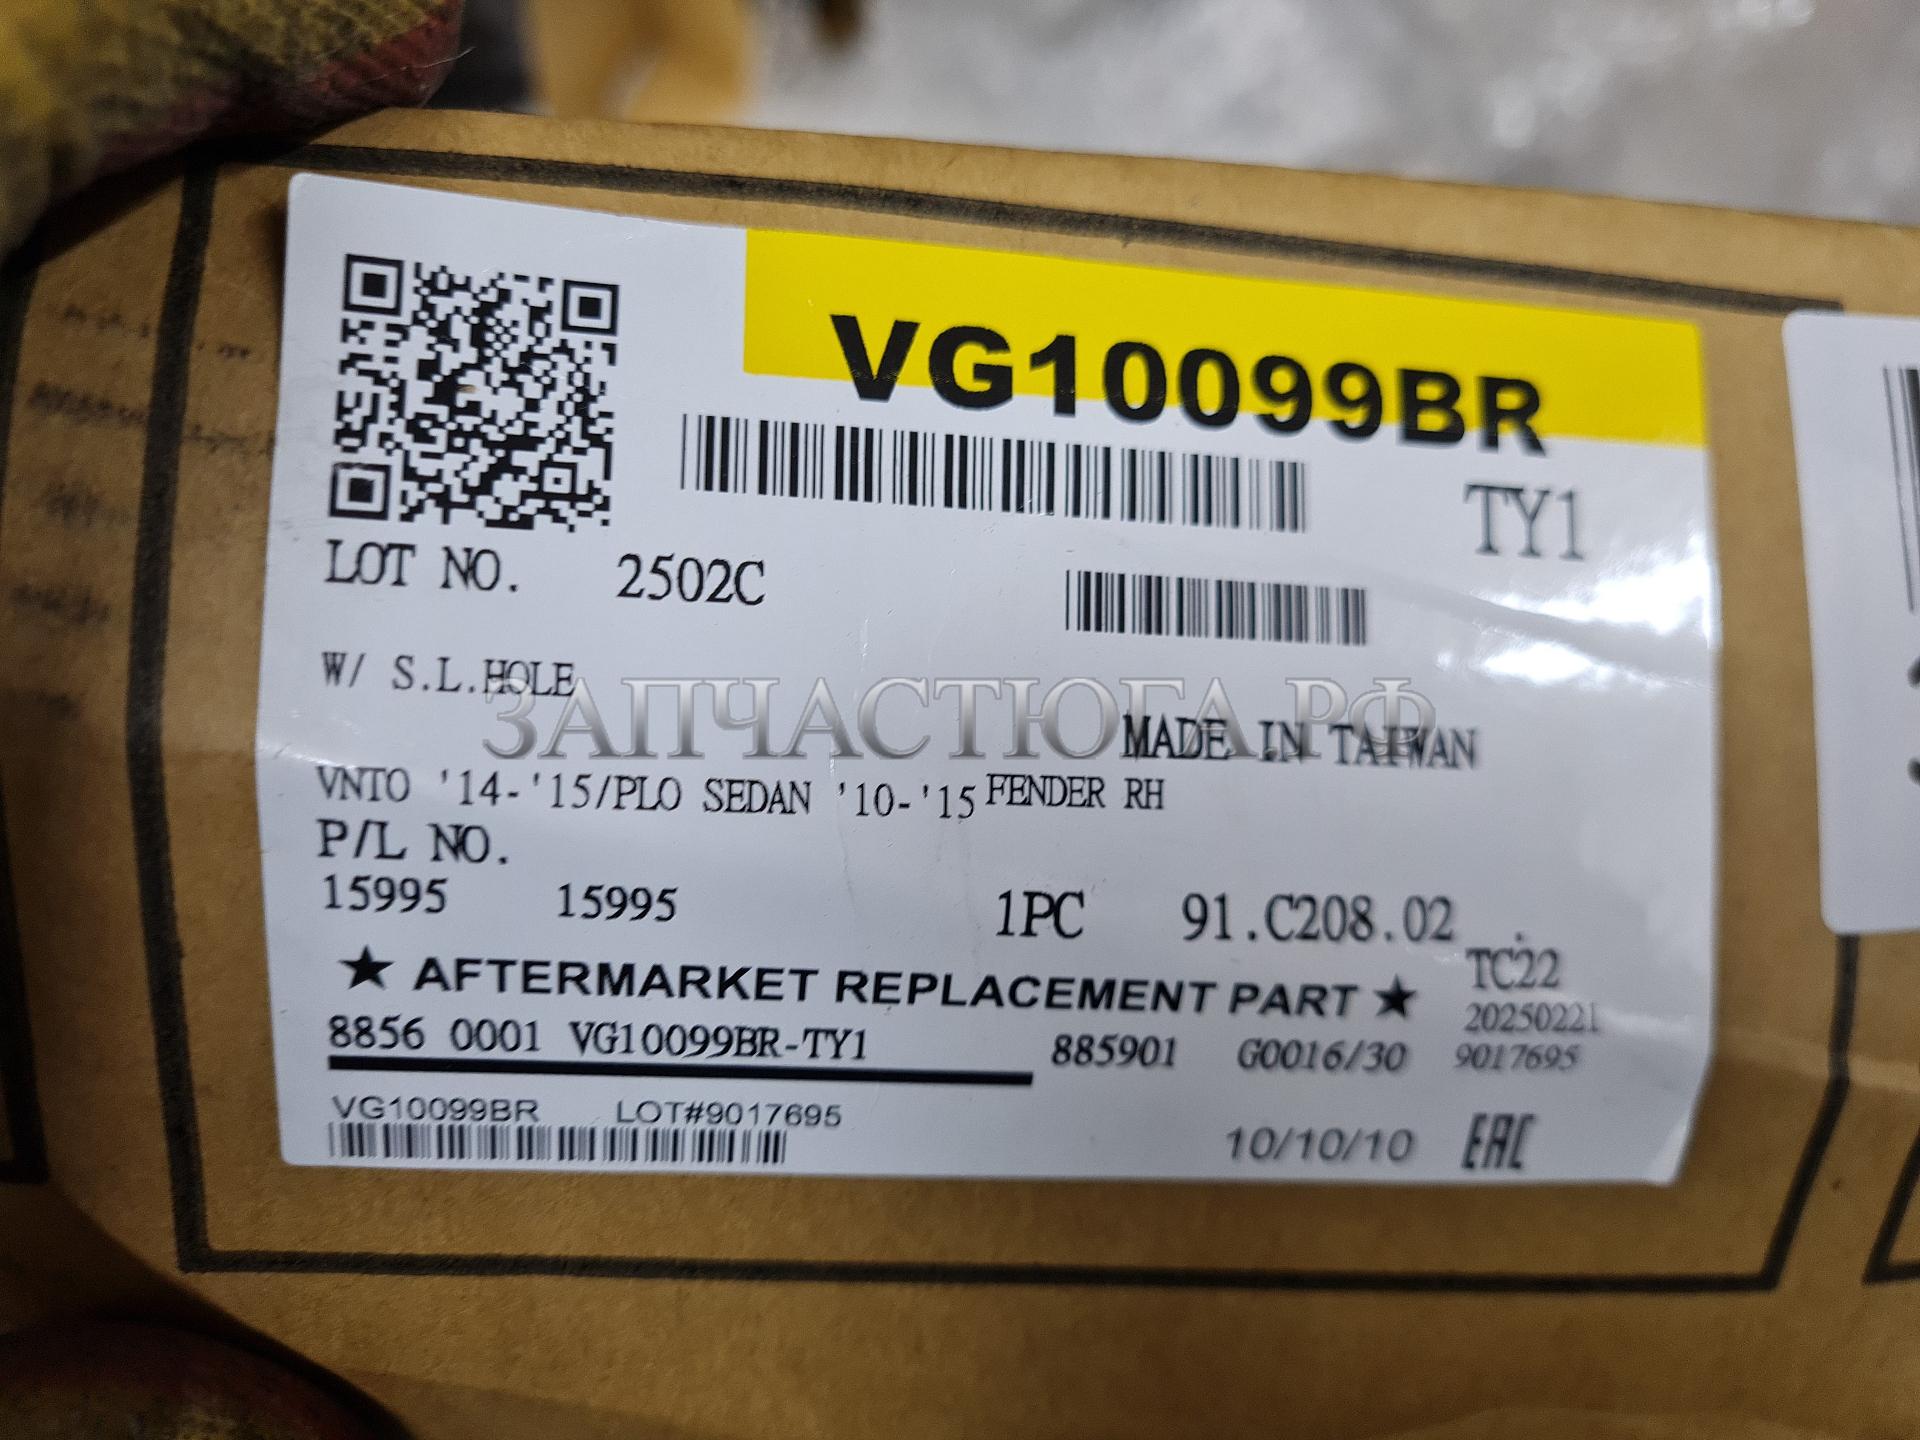 VG10099BR
TY1
LOT NO. 2502C
W/ S.L.HOLE
ЗАПЧАСТЮГА.РФ
MADE IN TAIWAN
VNTO '14-'15/PLO SEDAN '10-'15 FENDER RH
P/L NO.
15995 15995 1PC 91.C208.02
★ AFTERMARKET REPLACEMENT PART ★ TC22
20250221
8856 0001 VG10099BR-TY1 885901 G0016/30 9017695
VG10099BR LOT#9017695
10/10/10 EAC